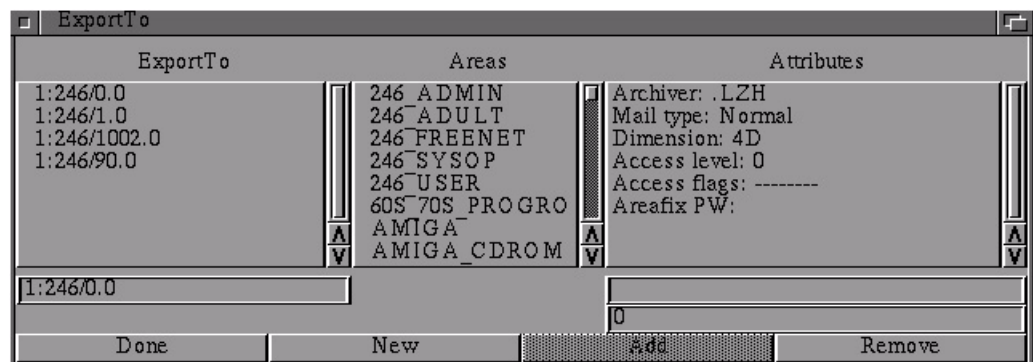 ExportTo
ExportTo
Areas
Attributes
1:246/0.0
1:246/1.0
1:246/1002.0
1:246/90.0
246_ADMIN
246_ADULT
246_FREENET
246_SYSOP
246_USER
60S_70S_PROGRO
AMIGA
AMIGA_CDROM
Archiver: .LZH
Mail type: Normal
Dimension: 4D
Access level: 0
Access flags: --------
Areafix PW:
1:246/0.0
0
Done
New
Add
Remove